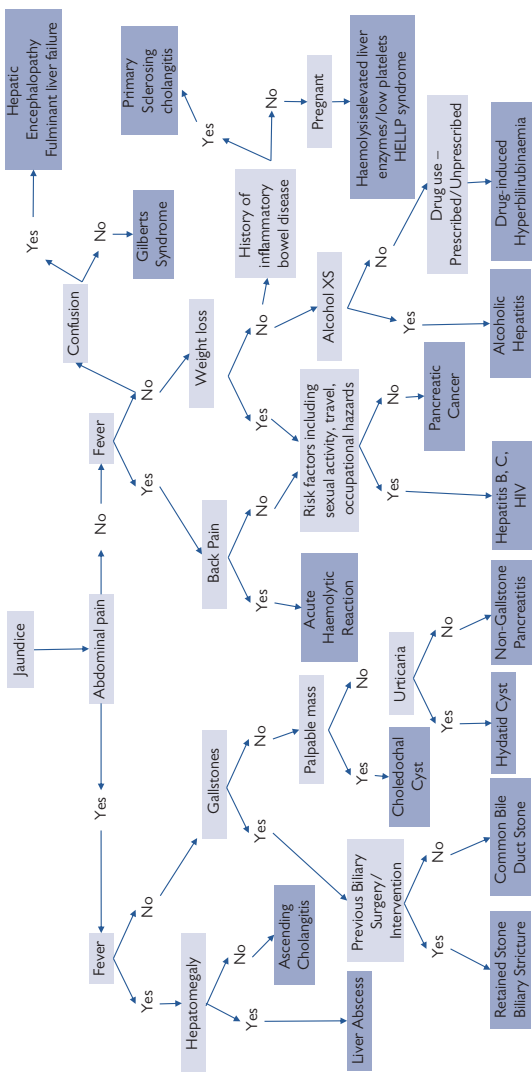 Jaundice
Abdominal pain
Yes
No
Fever
Fever
Yes
No
Yes
No
Hepatomegaly
Gallstones
Back Pain
Confusion
Weight loss
Yes
No
Hepatic
Encephalopathy
Fulminant liver failure
Gilberts
Syndrome
Yes
No
Liver Abscess
Ascending
Cholangitis
Yes
No
Previous Biliary
Surgery/
Intervention
Palpable mass
Yes
No
Acute
Haemolytic
Reaction
Yes
No
Risk factors including
sexual activity, travel,
occupational hazards
Alcohol XS
History of
inflammatory
bowel disease
Yes
No
Primary
Sclerosing
cholangitis
Pregnant
Haemolysiselevated liver
enzymes/low platelets
HELLP syndrome
Yes
No
Retained Stone
Biliary Stricture
Common Bile
Duct Stone
Yes
No
Choledochal
Cyst
Urticaria
Yes
No
Hydatid Cyst
Non-Gallstone
Pancreatitis
Yes
No
Hepatitis B, C,
HIV
Pancreatic
Cancer
Yes
No
Alcoholic
Hepatitis
Drug use –
Prescribed/Unprescribed
Drug-induced
Hyperbilirubinaemia